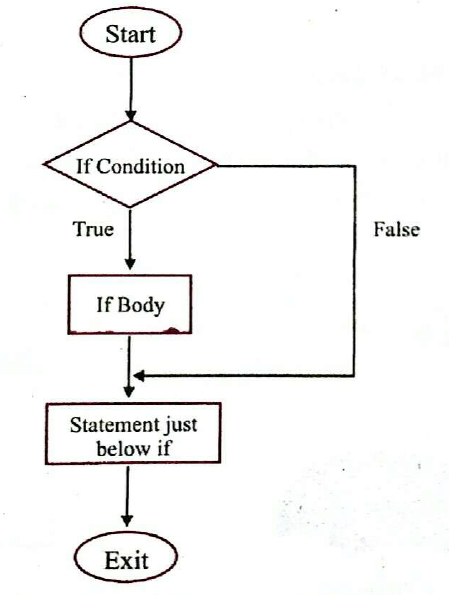 Start
If Condition
True
False
If Body
Statement just
below if
Exit